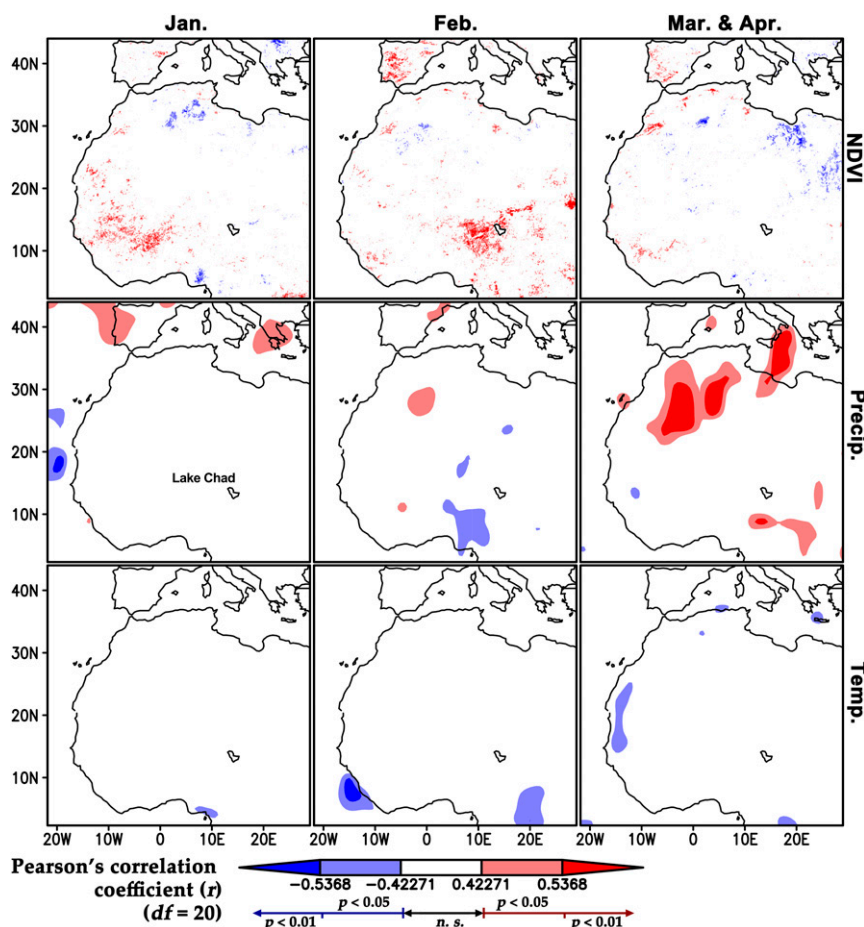 Jan.
Feb.
Mar. & Apr.
40N
30N
20N
10N
NDVI
40N
30N
20N
10N
Lake Chad
Precip.
40N
30N
20N
10N
Temp.
20W 10W 0 10E 20E
20W 10W 0 10E 20E
20W 10W 0 10E 20E
Pearson's correlation
coefficient (r)
(df = 20)
−0.5368 −0.42271 0.42271 0.5368
p < 0.05 p < 0.05
p < 0.01 n. s. p < 0.01